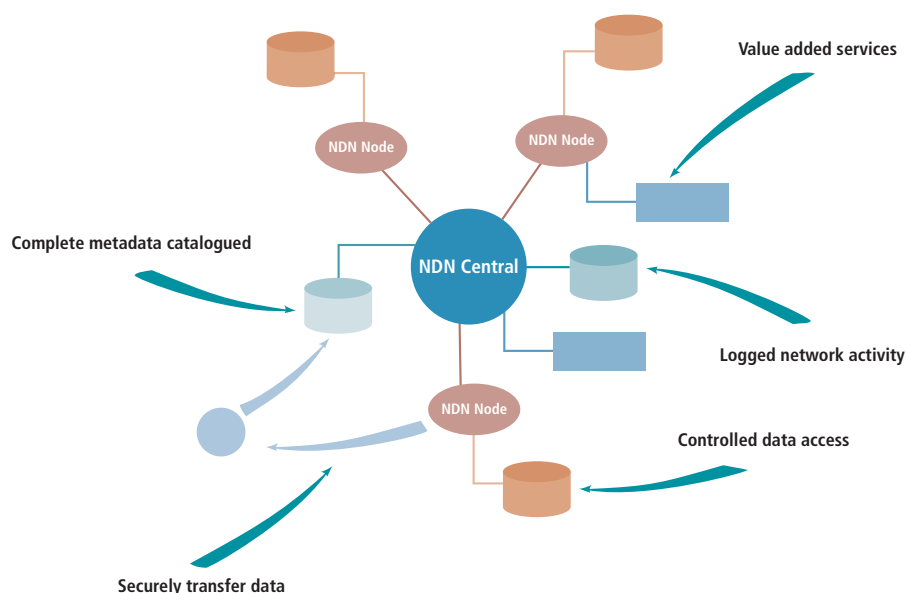 Value added services
NDN Node
NDN Node
Complete metadata catalogued
NDN Central
Logged network activity
NDN Node
Controlled data access
Securely transfer data